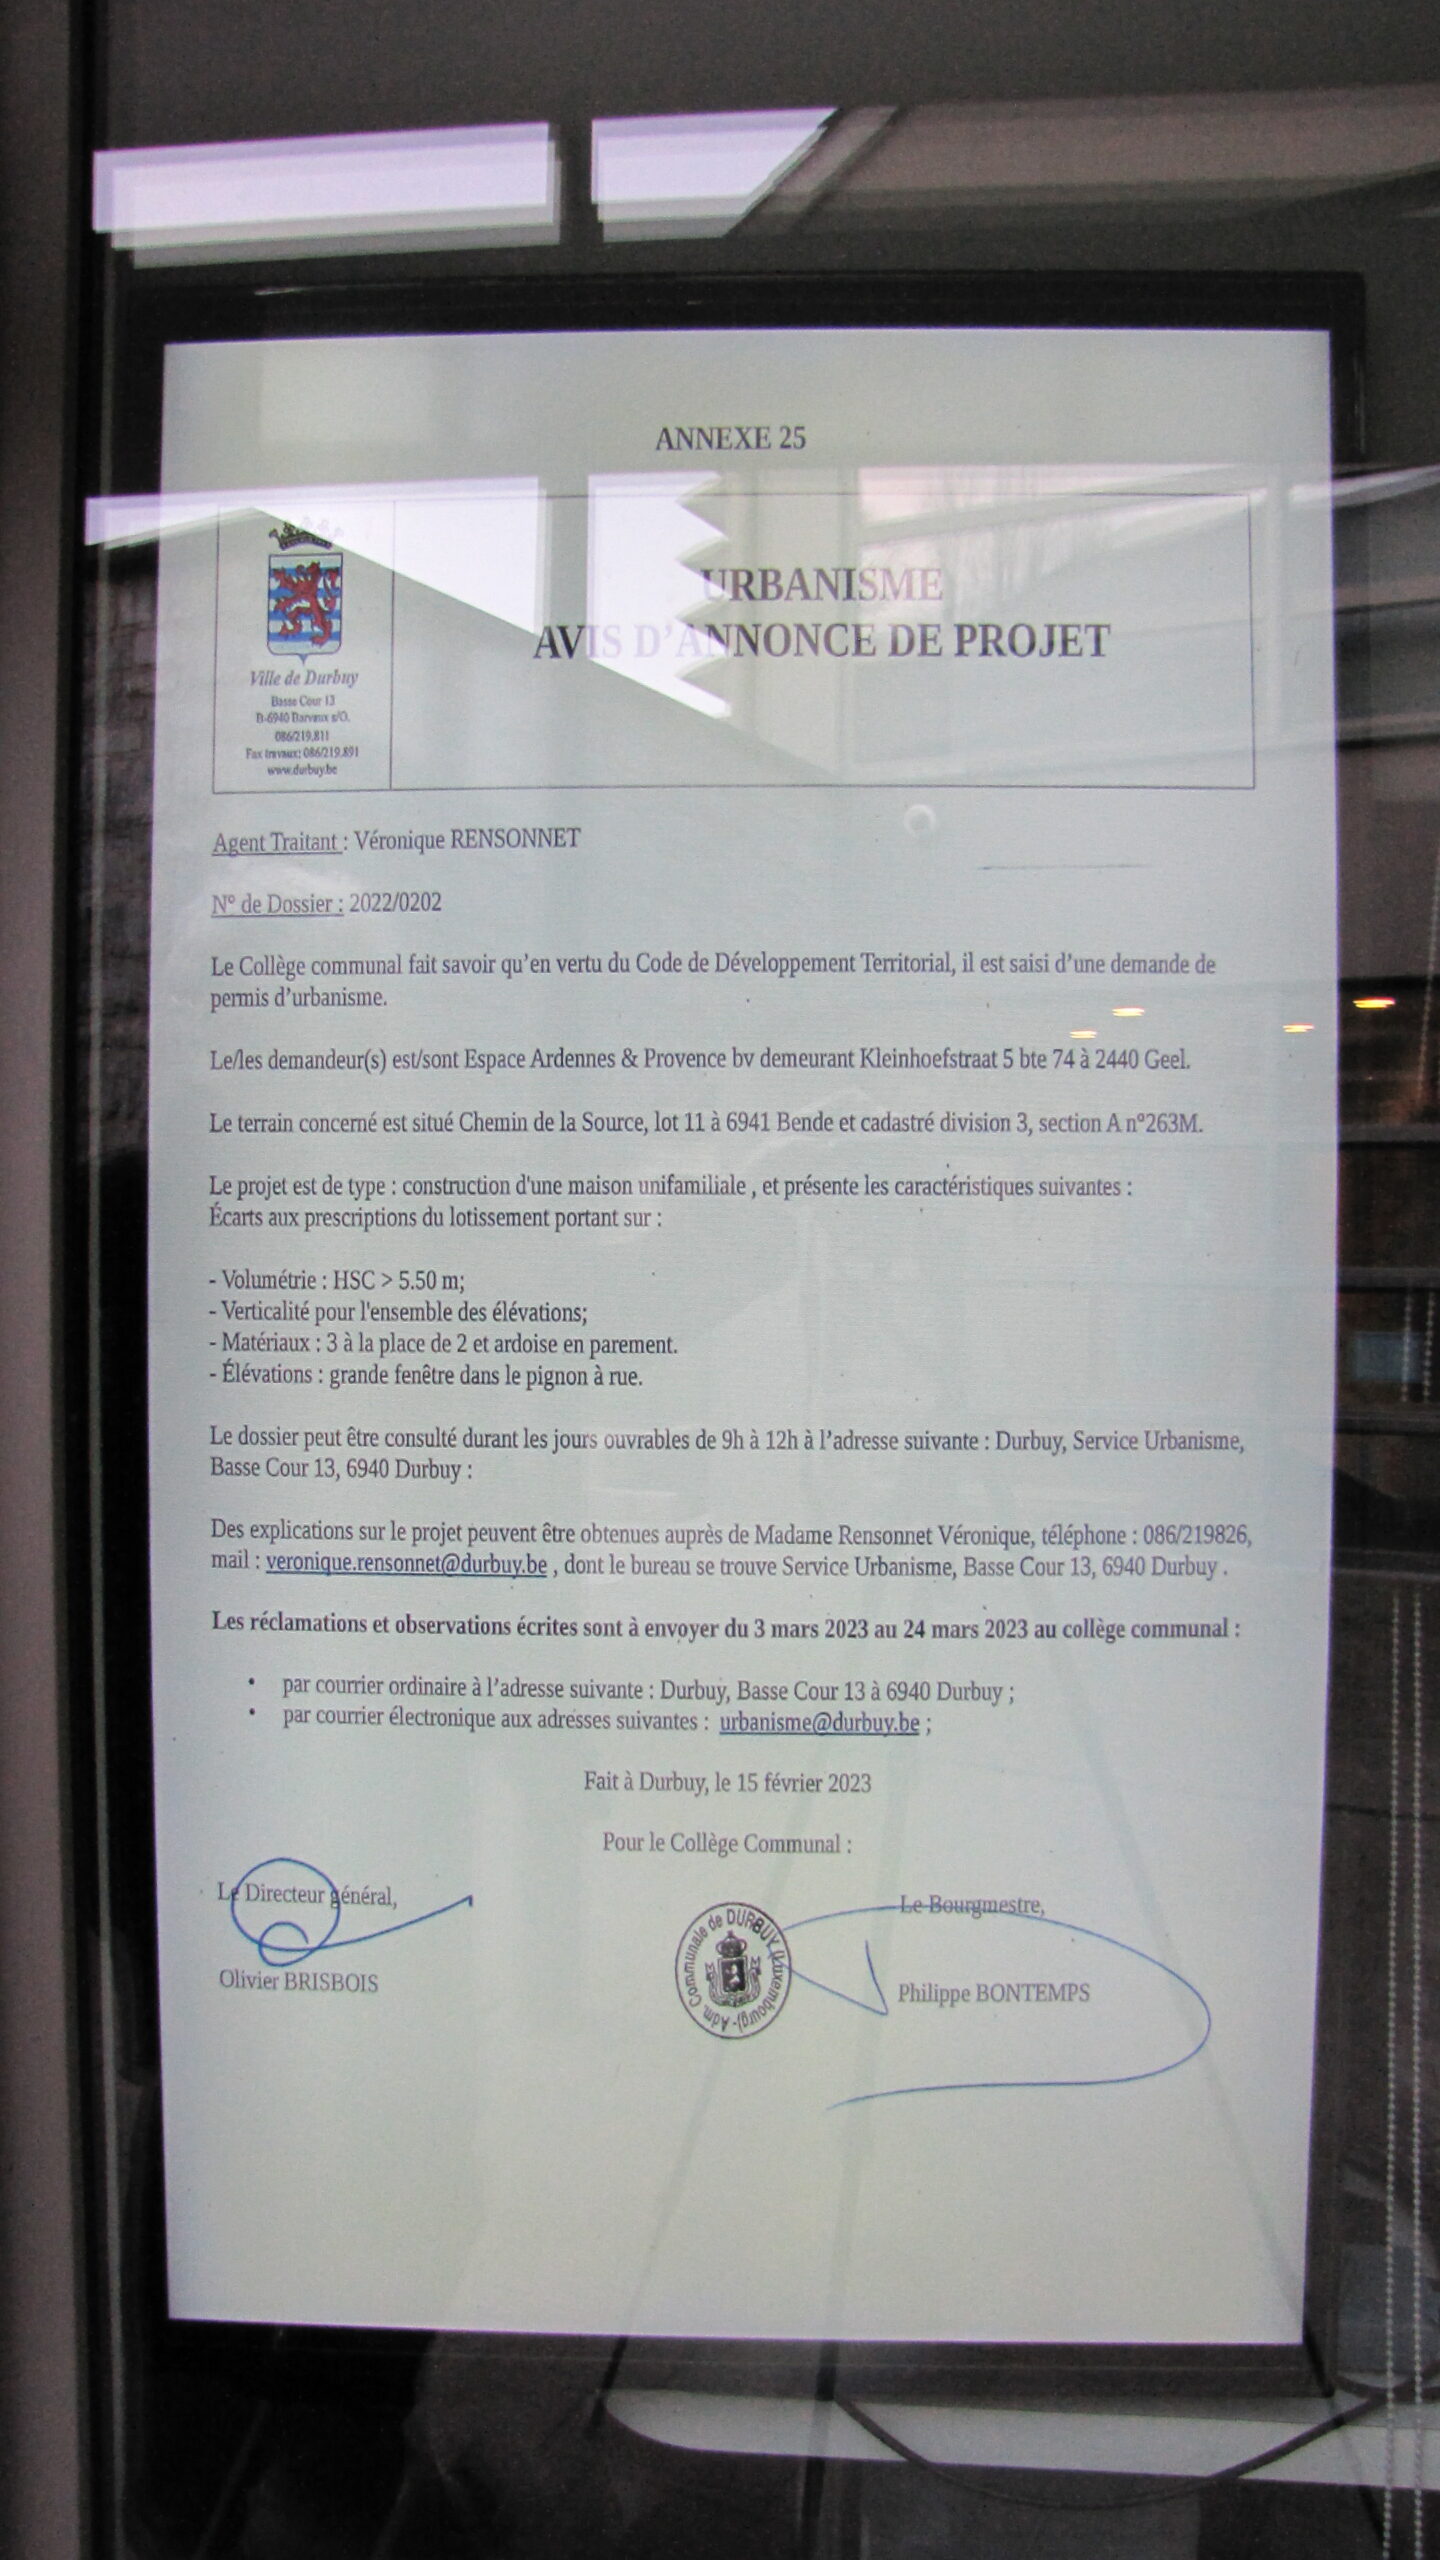 ANNEXE 25
Ville de Durbuy
Basse Cour 13
B-6940 Barvaux s/O.
086/219.811
Fax travaux: 086/219.891
www.durbuy.be
URBANISME
AVIS D’ANNONCE DE PROJET
Agent Traitant : Véronique RENSONNET
N° de Dossier : 2022/0202
Le Collège communal fait savoir qu’en vertu du Code de Développement Territorial, il est saisi d’une demande de
permis d’urbanisme.
Le/les demandeur(s) est/sont Espace Ardennes & Provence bv demeurant Kleinhoefstraat 5 bte 74 à 2440 Geel.
Le terrain concerné est situé Chemin de la Source, lot 11 à 6941 Bende et cadastré division 3, section A n°263M.
Le projet est de type : construction d'une maison unifamiliale , et présente les caractéristiques suivantes :
Écarts aux prescriptions du lotissement portant sur :
- Volumétrie : HSC > 5.50 m;
- Verticalité pour l'ensemble des élévations;
- Matériaux : 3 à la place de 2 et ardoise en parement.
- Élévations : grande fenêtre dans le pignon à rue.
Le dossier peut être consulté durant les jours ouvrables de 9h à 12h à l’adresse suivante : Durbuy, Service Urbanisme,
Basse Cour 13, 6940 Durbuy :
Des explications sur le projet peuvent être obtenues auprès de Madame Rensonnet Véronique, téléphone : 086/219826,
mail : veronique.rensonnet@durbuy.be , dont le bureau se trouve Service Urbanisme, Basse Cour 13, 6940 Durbuy .
Les réclamations et observations écrites sont à envoyer du 3 mars 2023 au 24 mars 2023 au collège communal :
• par courrier ordinaire à l’adresse suivante : Durbuy, Basse Cour 13 à 6940 Durbuy ;
• par courrier électronique aux adresses suivantes : urbanisme@durbuy.be ;
Fait à Durbuy, le 15 février 2023
Pour le Collège Communal :
Le Directeur général,
Olivier BRISBOIS
Adm. Communale de DURBUY (Luxembourg)-
Le Bourgmestre,
Philippe BONTEMPS